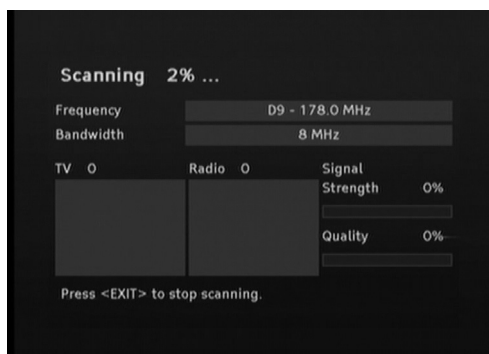 Scanning 2% ...
Frequency D9 - 178.0 MHz
Bandwidth 8 MHz
TV 0 Radio 0 Signal
Strength 0%
Quality 0%
Press <EXIT> to stop scanning.